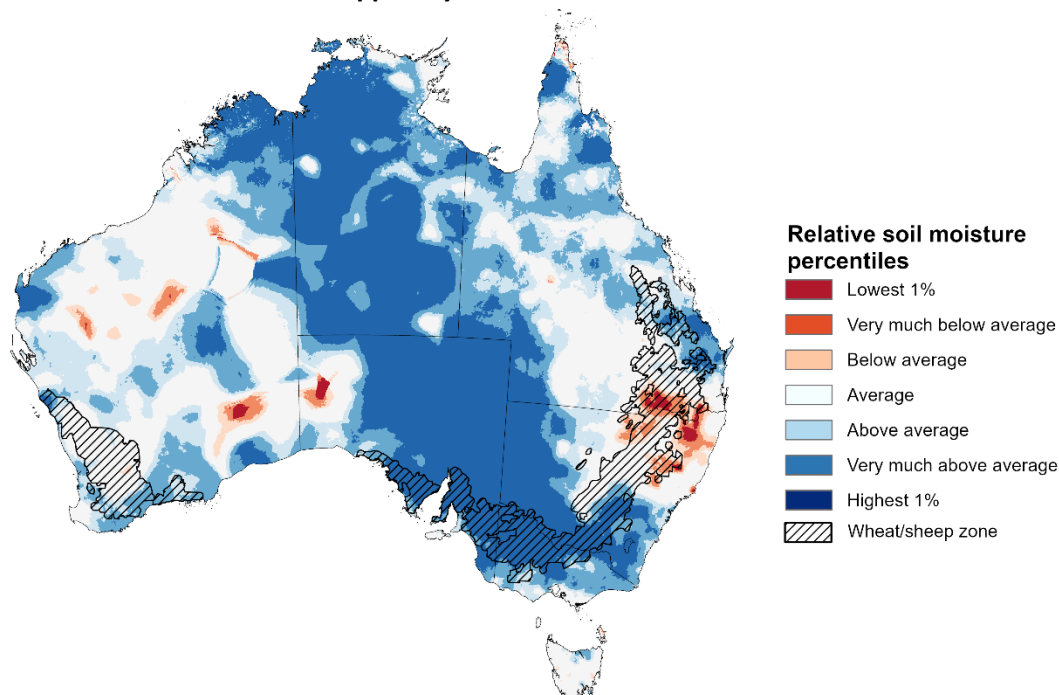 Relative soil moisture
percentiles
Lowest 1%
Very much below average
Below average
Average
Above average
Very much above average
Highest 1%
Wheat/sheep zone